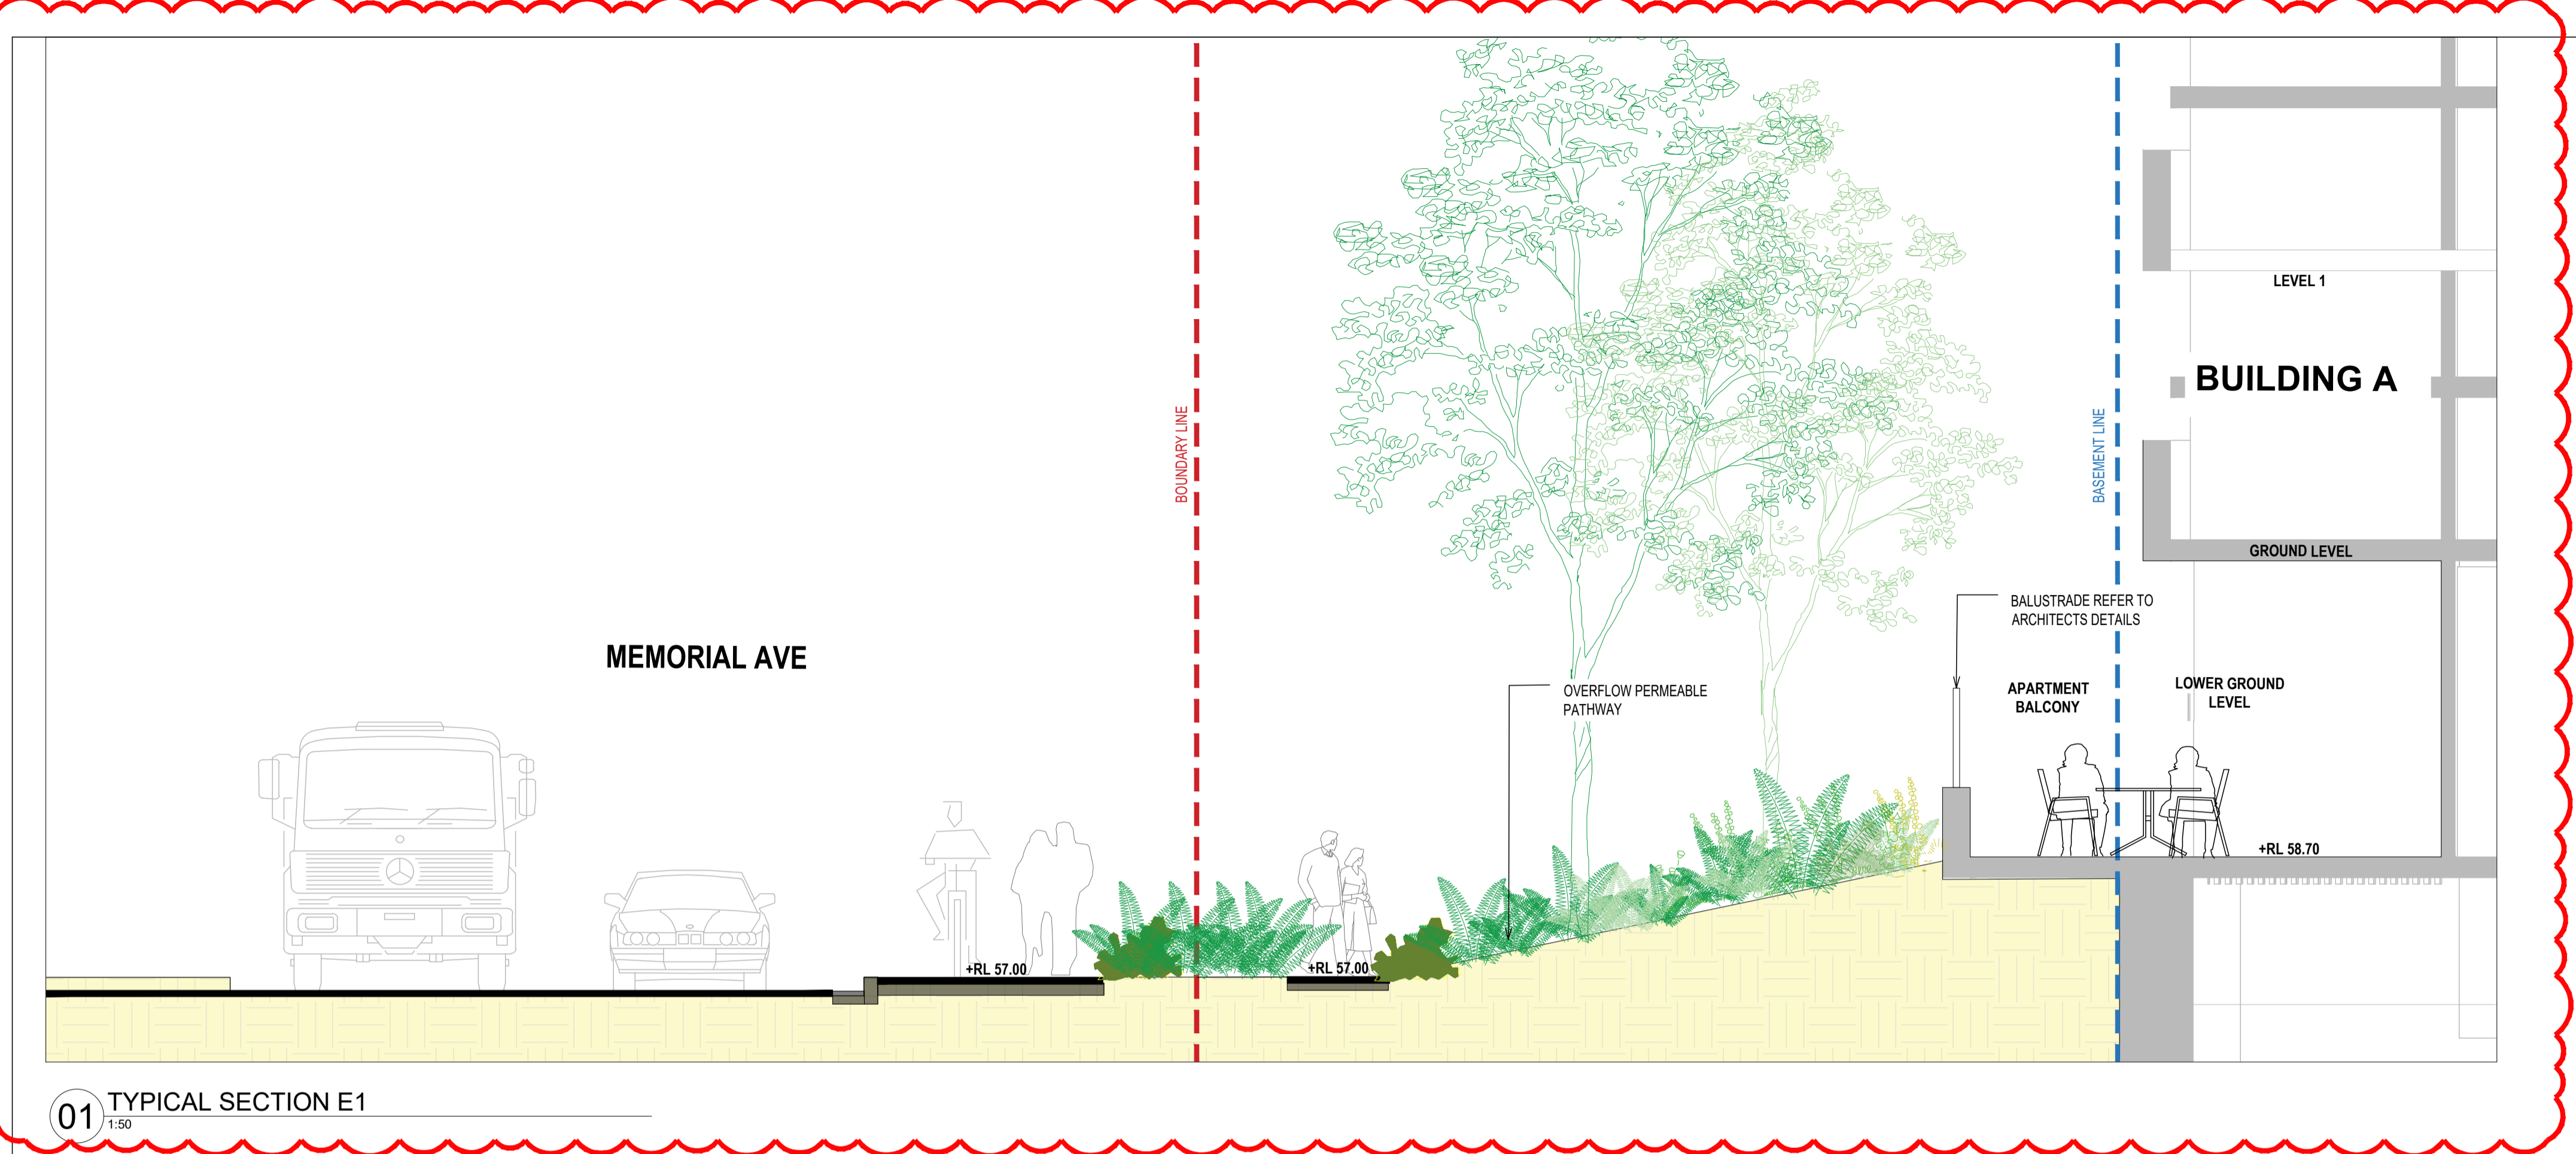 LEVEL 1
BUILDING A
BOUNDARY LINE
BASEMENT LINE
GROUND LEVEL
BALUSTRADE REFER TO
ARCHITECTS DETAILS
MEMORIAL AVE
OVERFLOW PERMEABLE
PATHWAY
APARTMENT
BALCONY
LOWER GROUND
LEVEL
+RL 58.70
+RL 57.00
+RL 57.00
01
TYPICAL SECTION E1
1:50